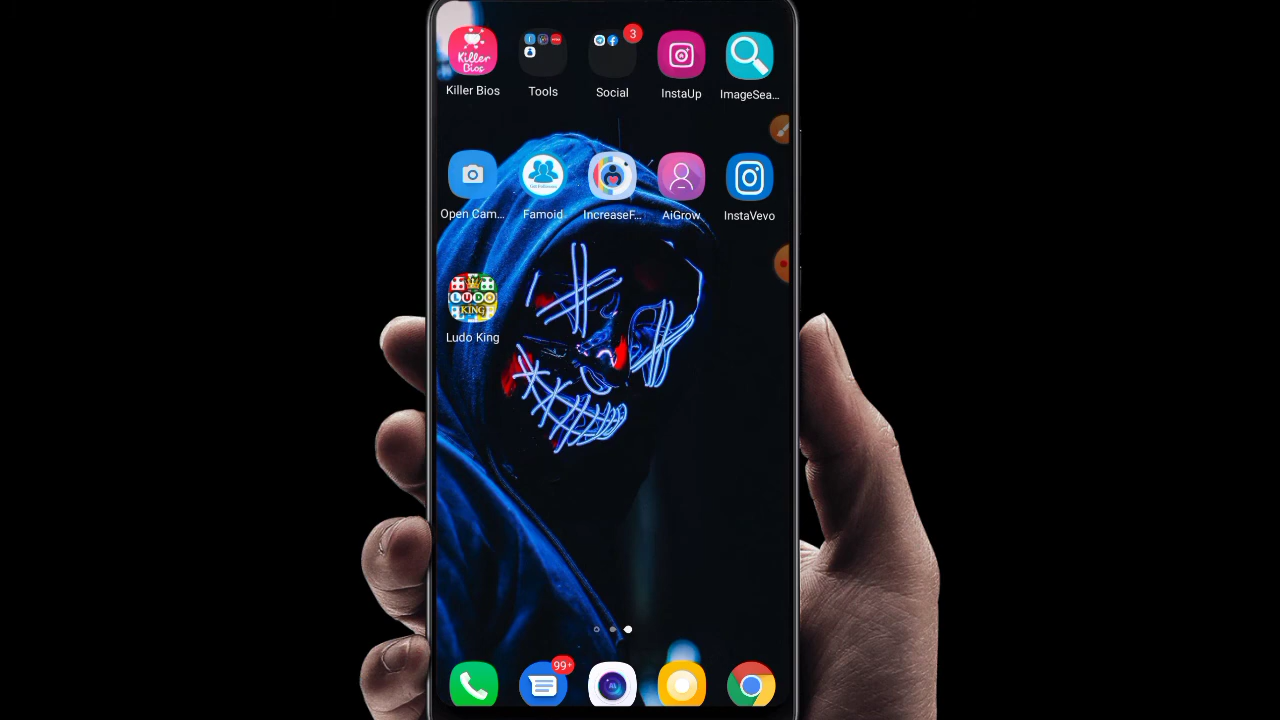 Killer
Bios
3
Killer Bios
Tools
Social
InstaUp
ImageSea...
Open Cam...
Famoid
IncreaseF...
AiGrow
InstaVevo
LUDO
KING
Ludo King
99+